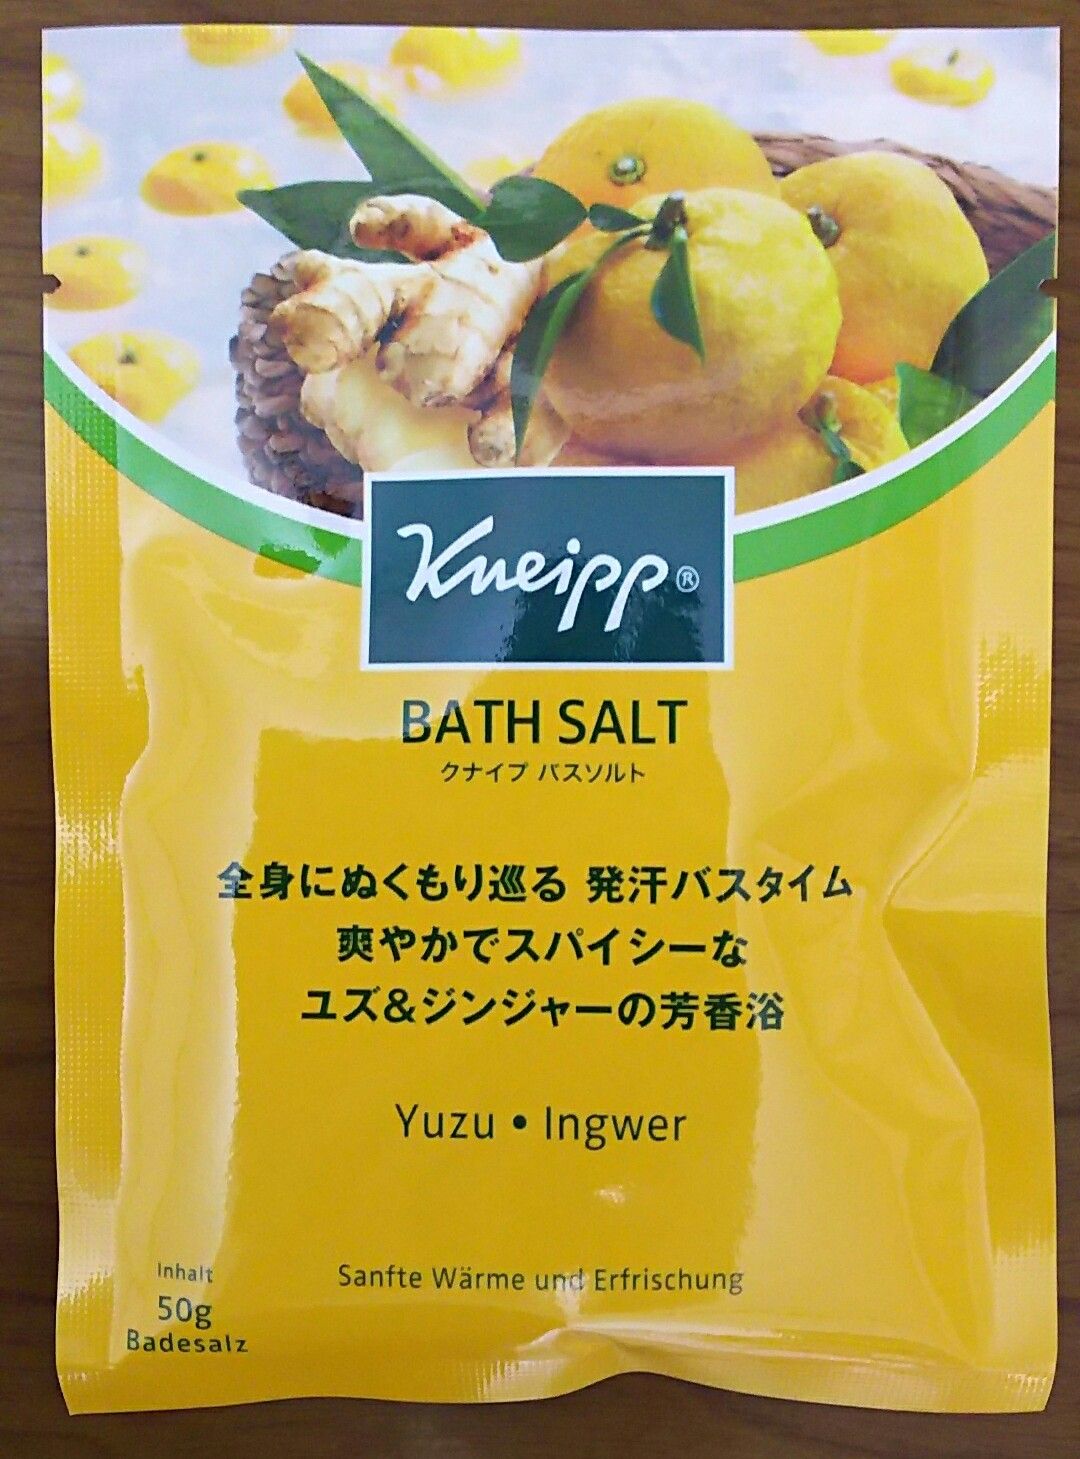 Kneipp®
BATH SALT
クナイプ バスソルト
全身にぬくもり巡る 発汗バスタイム
爽やかでスパイシーな
ユズ&ジンジャーの芳香浴
Yuzu • Ingwer
Sanfte Wärme und Erfrischung
Inhalt
50g
Badesalz